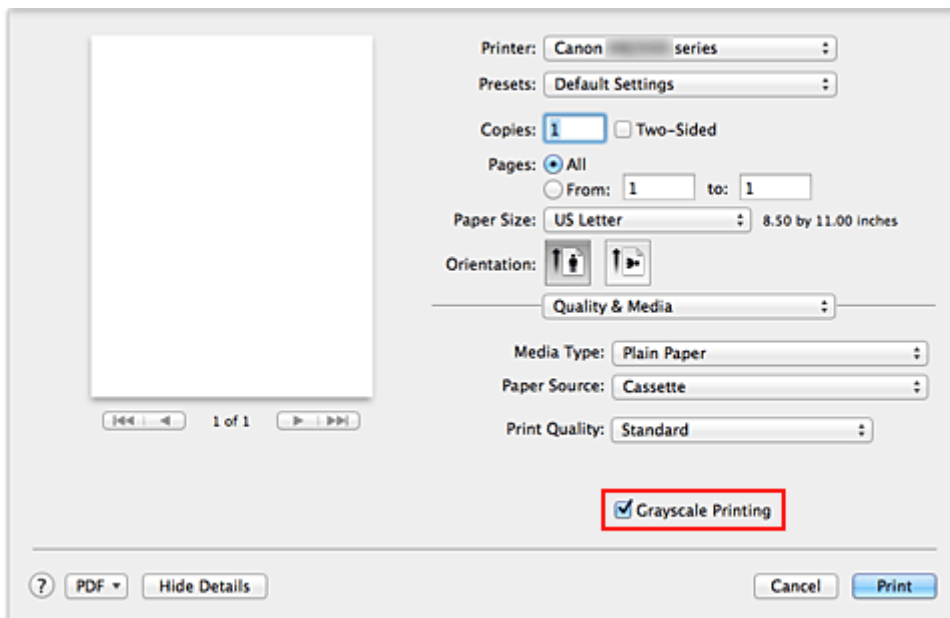 Printer: Canon series
Presets: Default Settings
Copies: 1 Two-Sided
Pages: All
From: 1 to: 1
Paper Size: US Letter 8.50 by 11.00 inches
Orientation:
Quality & Media
Media Type: Plain Paper
Paper Source: Cassette
1 of 1
Print Quality: Standard
Grayscale Printing
? PDF Hide Details Cancel Print